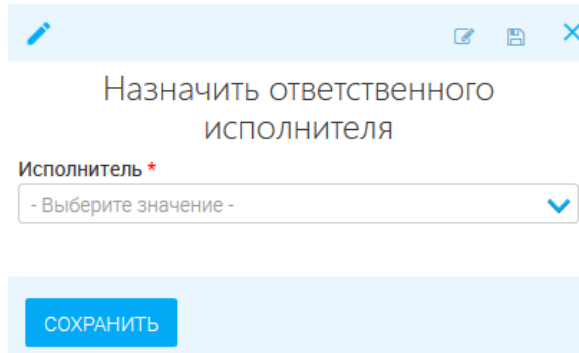 Назначить ответственного
исполнителя
Исполнитель *
- Выберите значение -
СОХРАНИТЬ